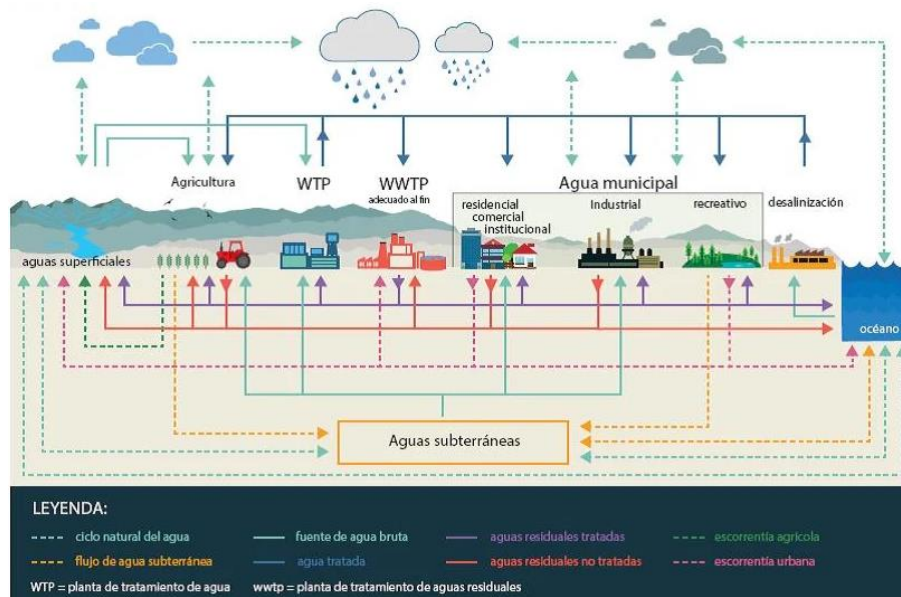 Agricultura
WTP
WWTP
adecuado al fin
Agua municipal
residencial
comercial
institucional
Industrial
recreativo
desalinización
aguas superficiales
océano
Aguas subterráneas
LEYENDA:
ciclo natural del agua
fuente de agua bruta
aguas residuales tratadas
escorrentía agrícola
flujo de agua subterránea
agua tratada
aguas residuales no tratadas
escorrentía urbana
WTP = planta de tratamiento de agua
wwtp = planta de tratamiento de aguas residuales